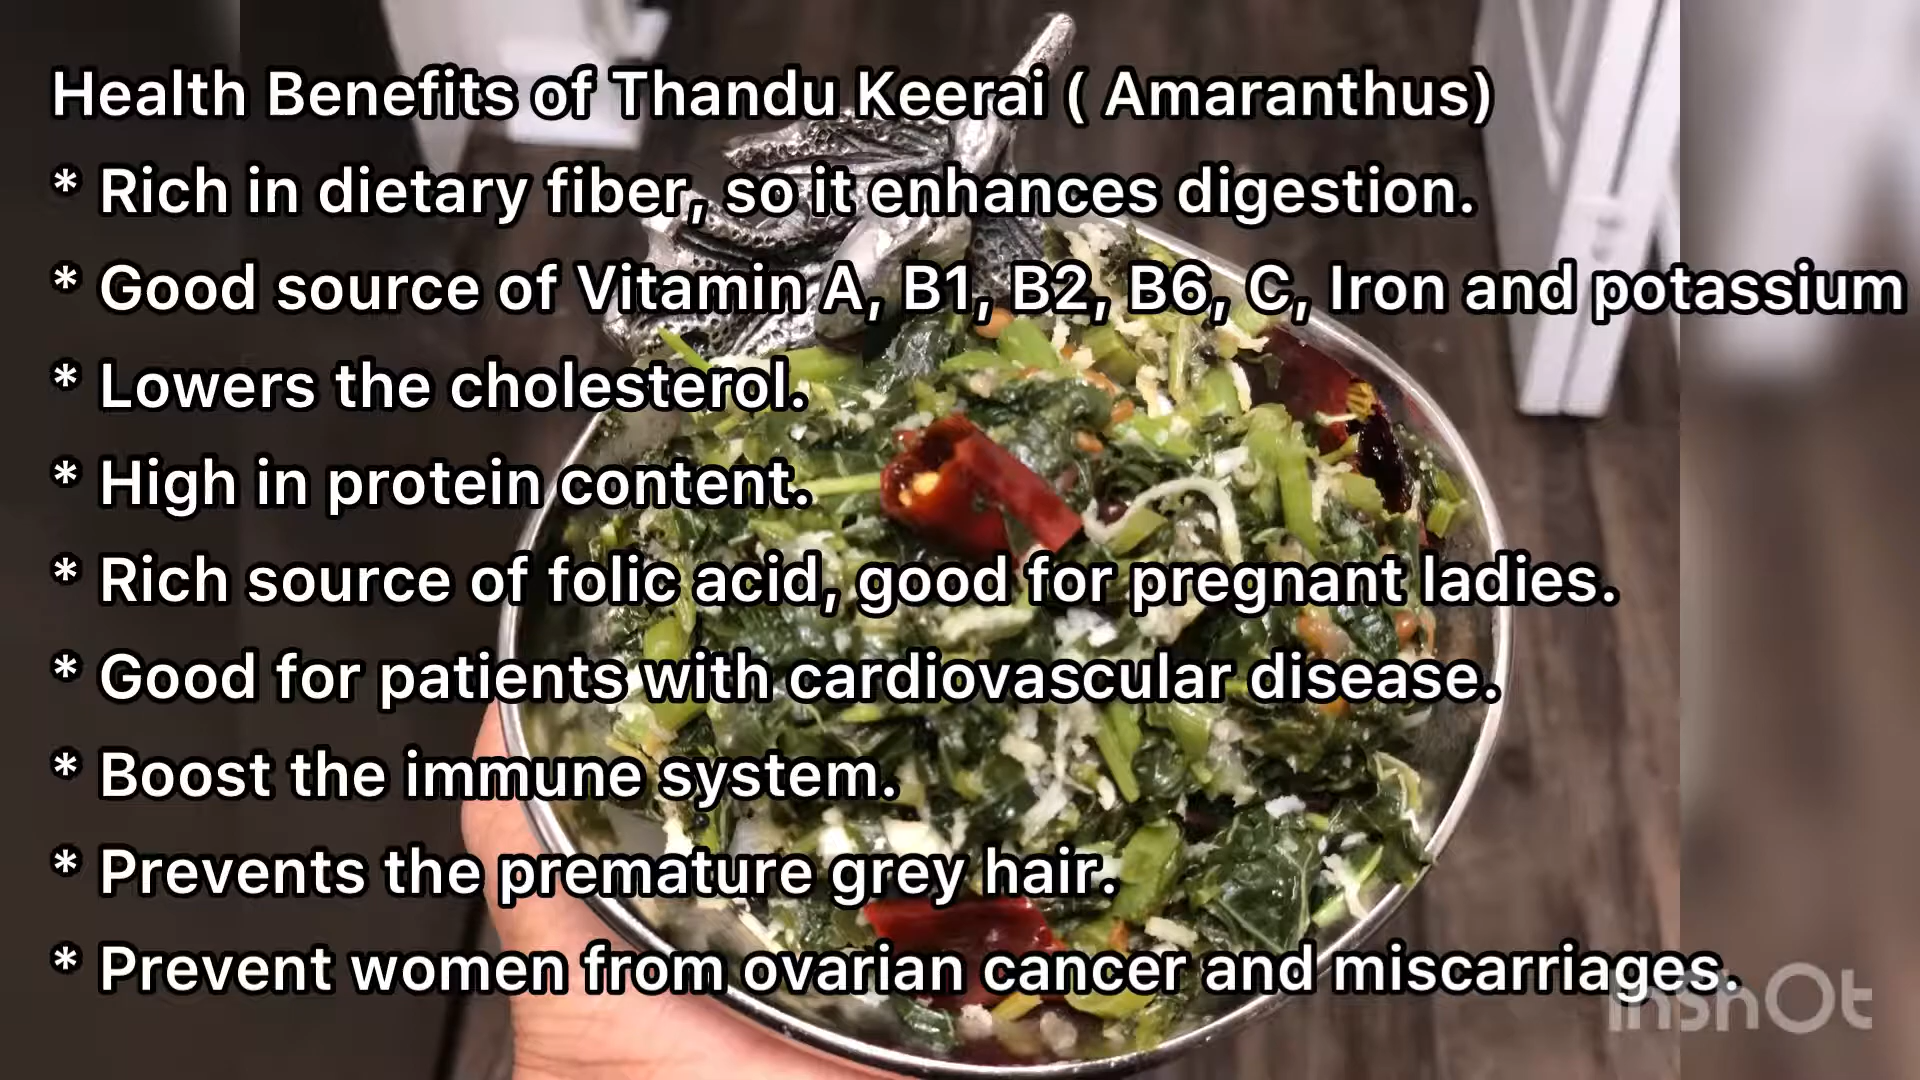 Health Benefits of Thandu Keerai ( Amaranthus)
* Rich in dietary fiber, so it enhances digestion.
* Good source of Vitamin A, B1, B2, B6, C, Iron and potassium
* Lowers the cholesterol.
* High in protein content.
* Rich source of folic acid, good for pregnant ladies.
* Good for patients with cardiovascular disease.
* Boost the immune system.
* Prevents the premature grey hair.
* Prevent women from ovarian cancer and miscarriages.
InShOt